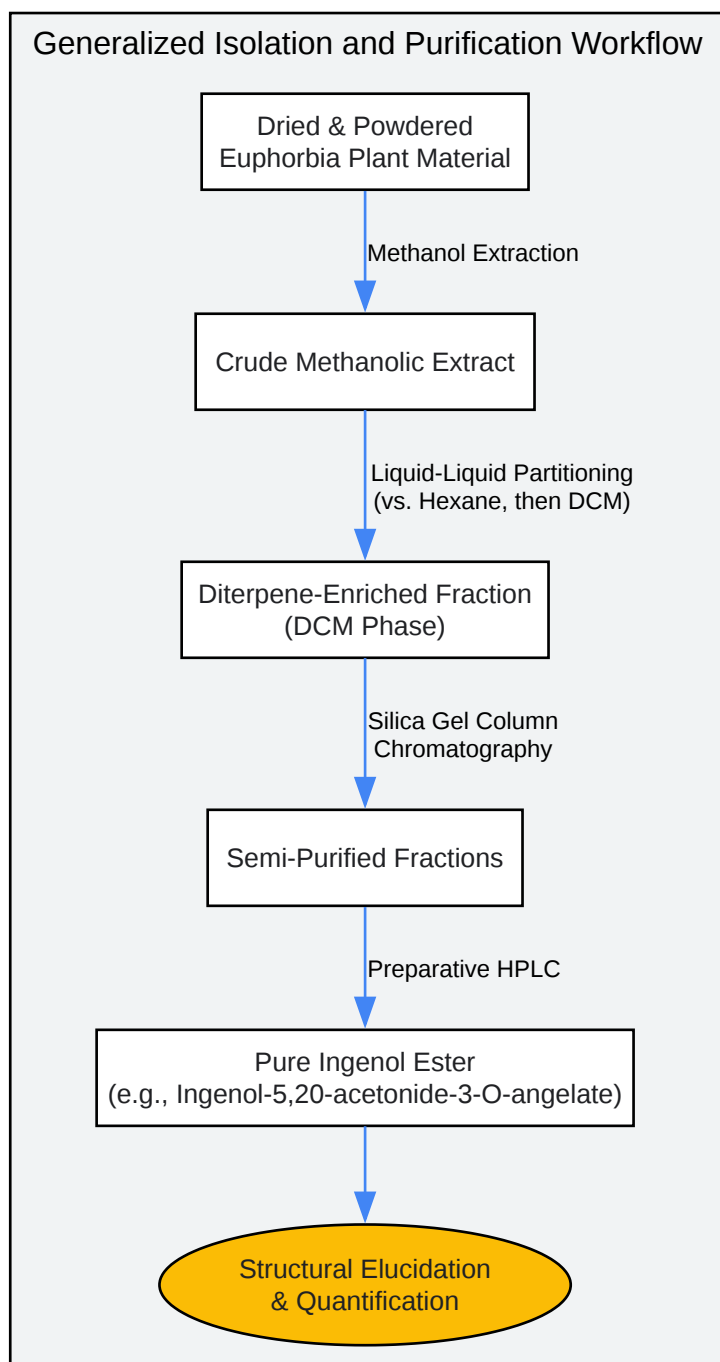 Generalized Isolation and Purification Workflow
Dried & Powdered
Euphorbia Plant Material
Methanol Extraction
Crude Methanolic Extract
Liquid-Liquid Partitioning
(vs. Hexane, then DCM)
Diterpene-Enriched Fraction
(DCM Phase)
Silica Gel Column
Chromatography
Semi-Purified Fractions
Preparative HPLC
Pure Ingenol Ester
(e.g., Ingenol-5,20-acetonide-3-O-angelate)
Structural Elucidation
& Quantification